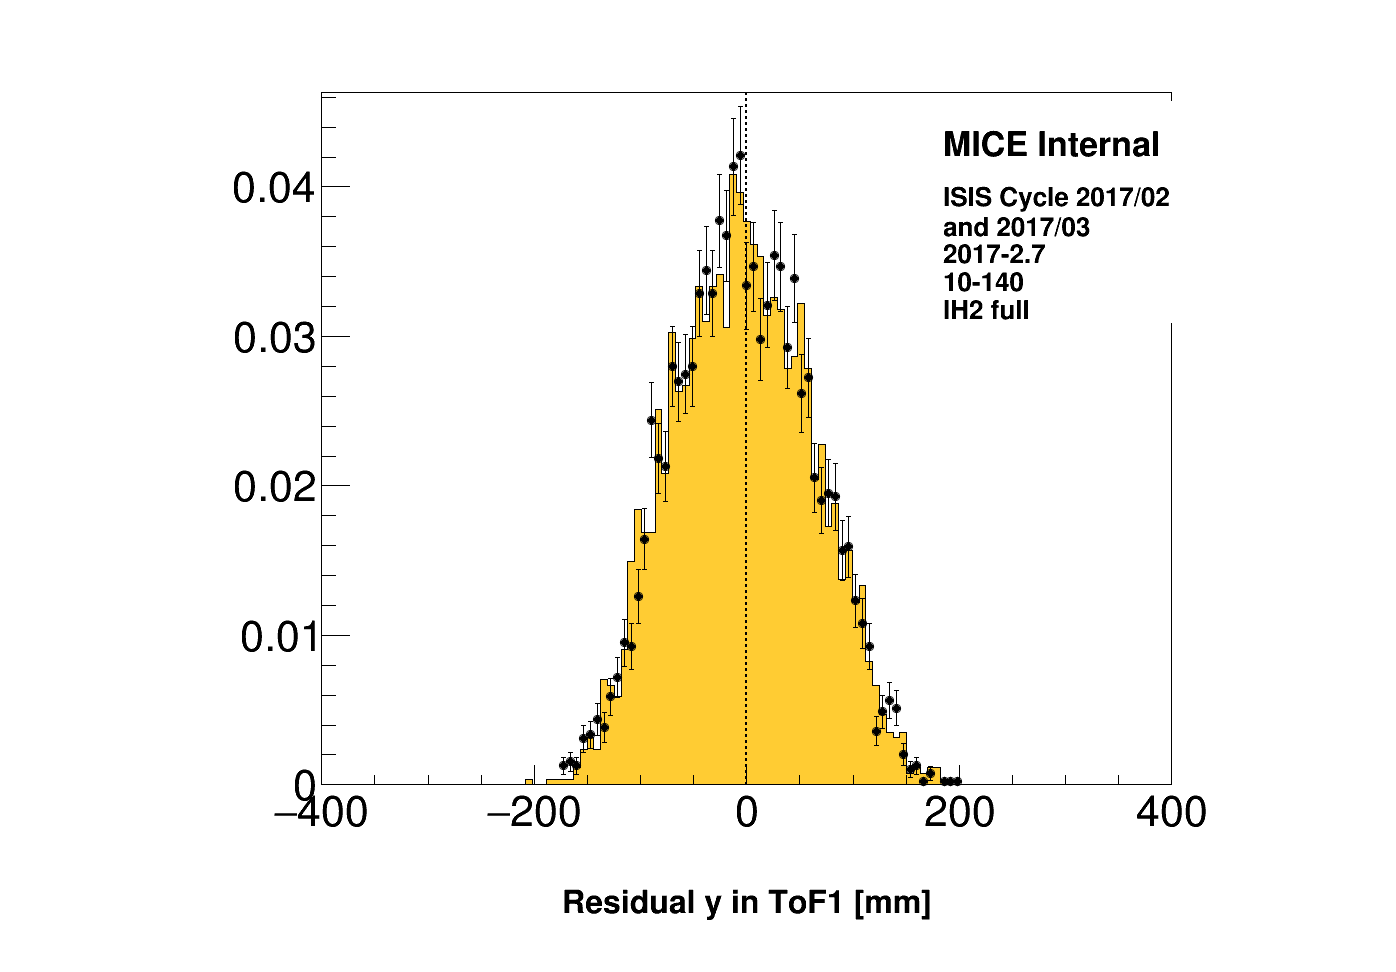 MICE Internal
ISIS Cycle 2017/02
and 2017/03
2017-2.7
10-140
IH2 full
0.04
0.03
0.02
0.01
0
−400 −200 0 200 400
Residual y in ToF1 [mm]